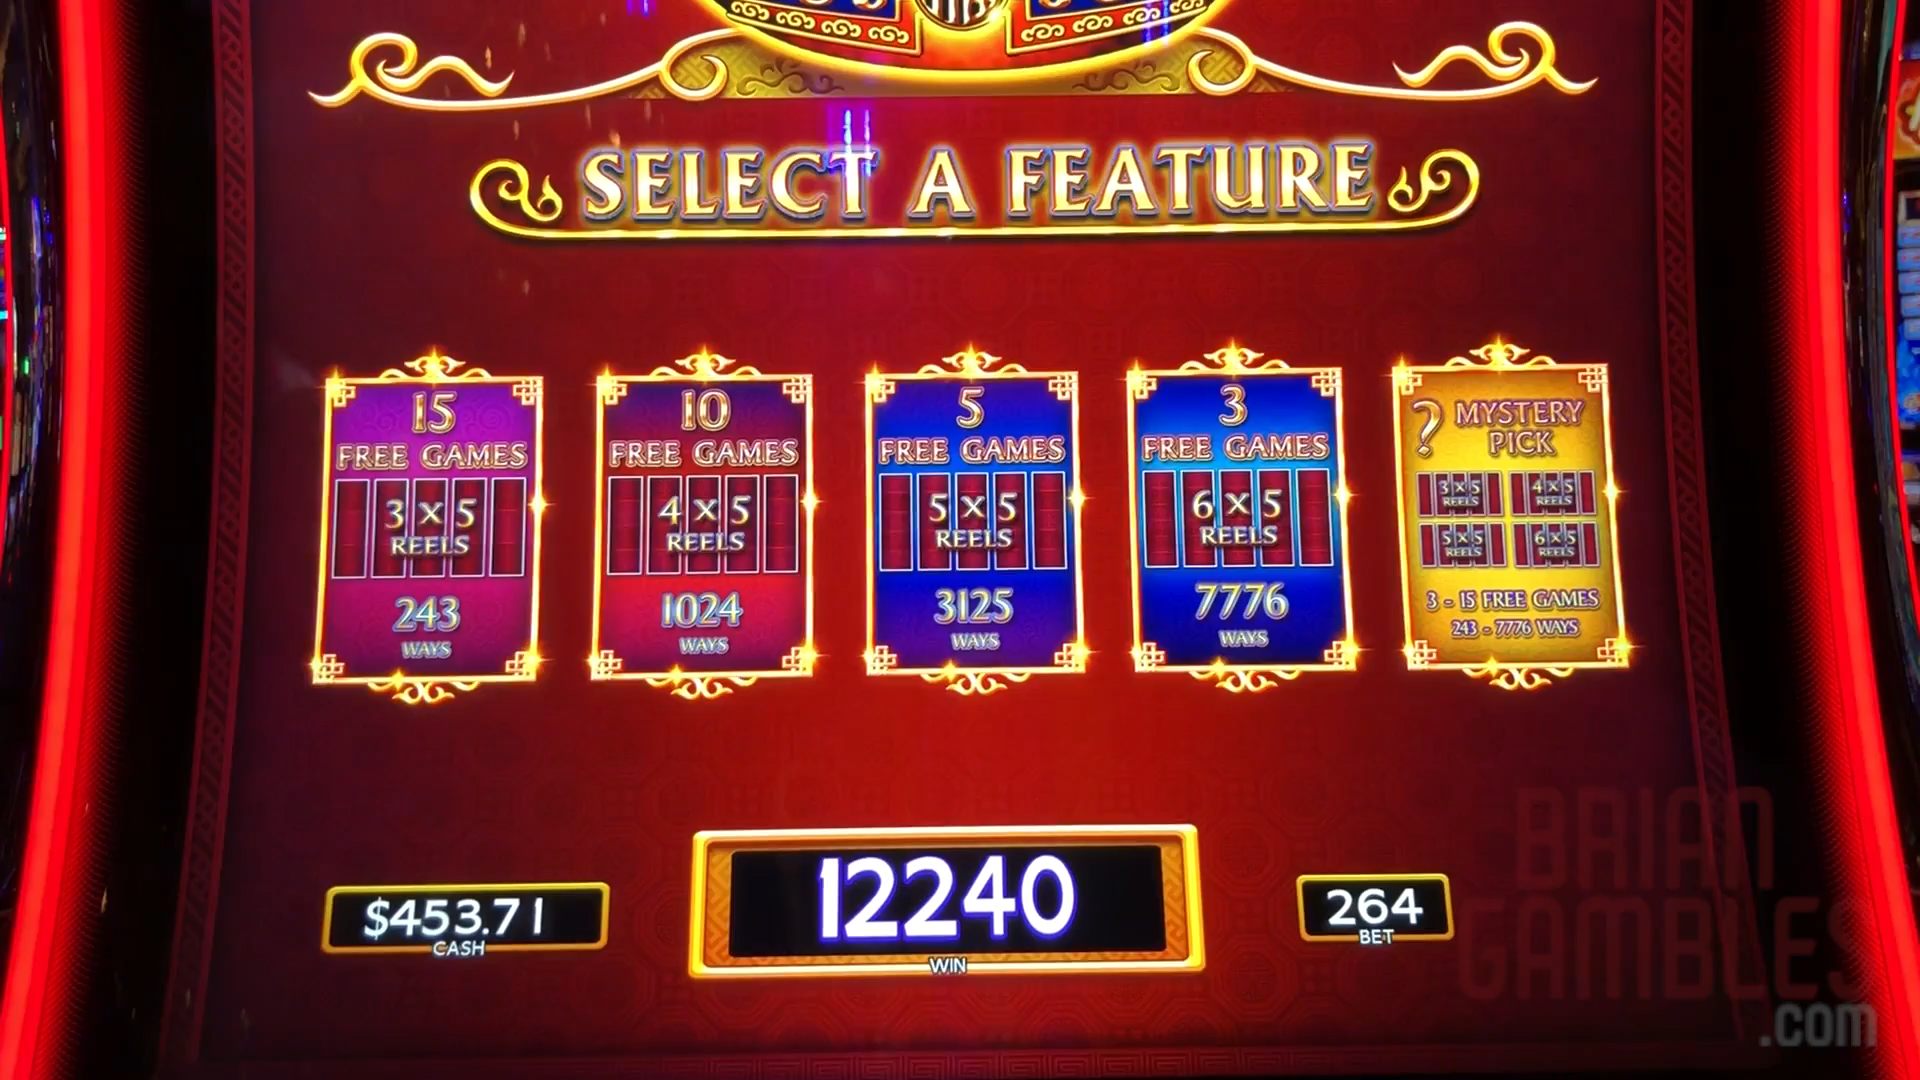 SELECT A FEATURE
15
FREE GAMES
3 x 5
REELS
243
WAYS
10
FREE GAMES
4 x 5
REELS
1024
WAYS
5
FREE GAMES
5 x 5
REELS
3125
WAYS
3
FREE GAMES
6 x 5
REELS
7776
WAYS
? MYSTERY
PICK
3 x 5
REELS
4 x 5
REELS
5 x 5
REELS
6 x 5
REELS
3 - 15 FREE GAMES
243 - 7776 WAYS
$453.71
CASH
12240
WIN
264
BET
BRIAN
GAMBLES
.com